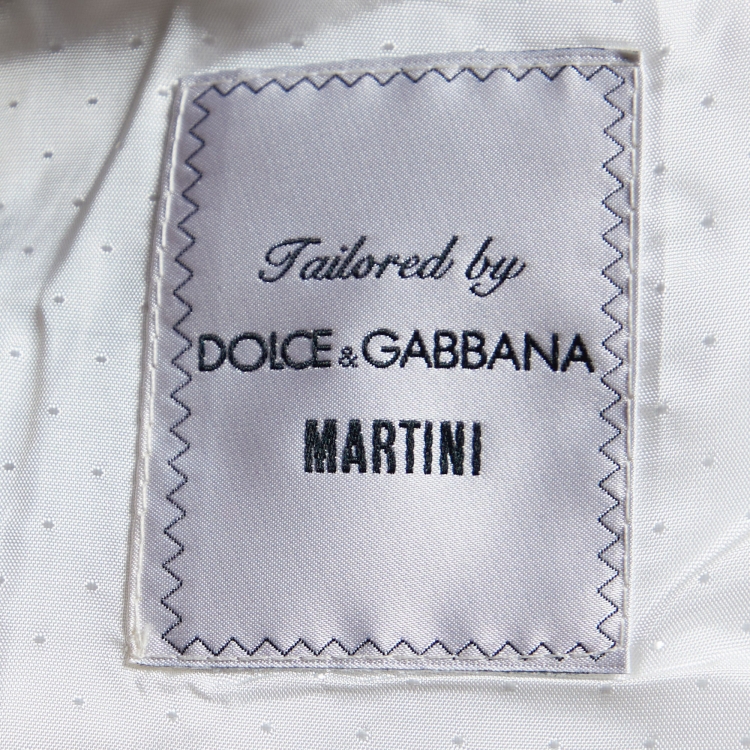 Tailored by
DOLCE & GABBANA
MARTINI